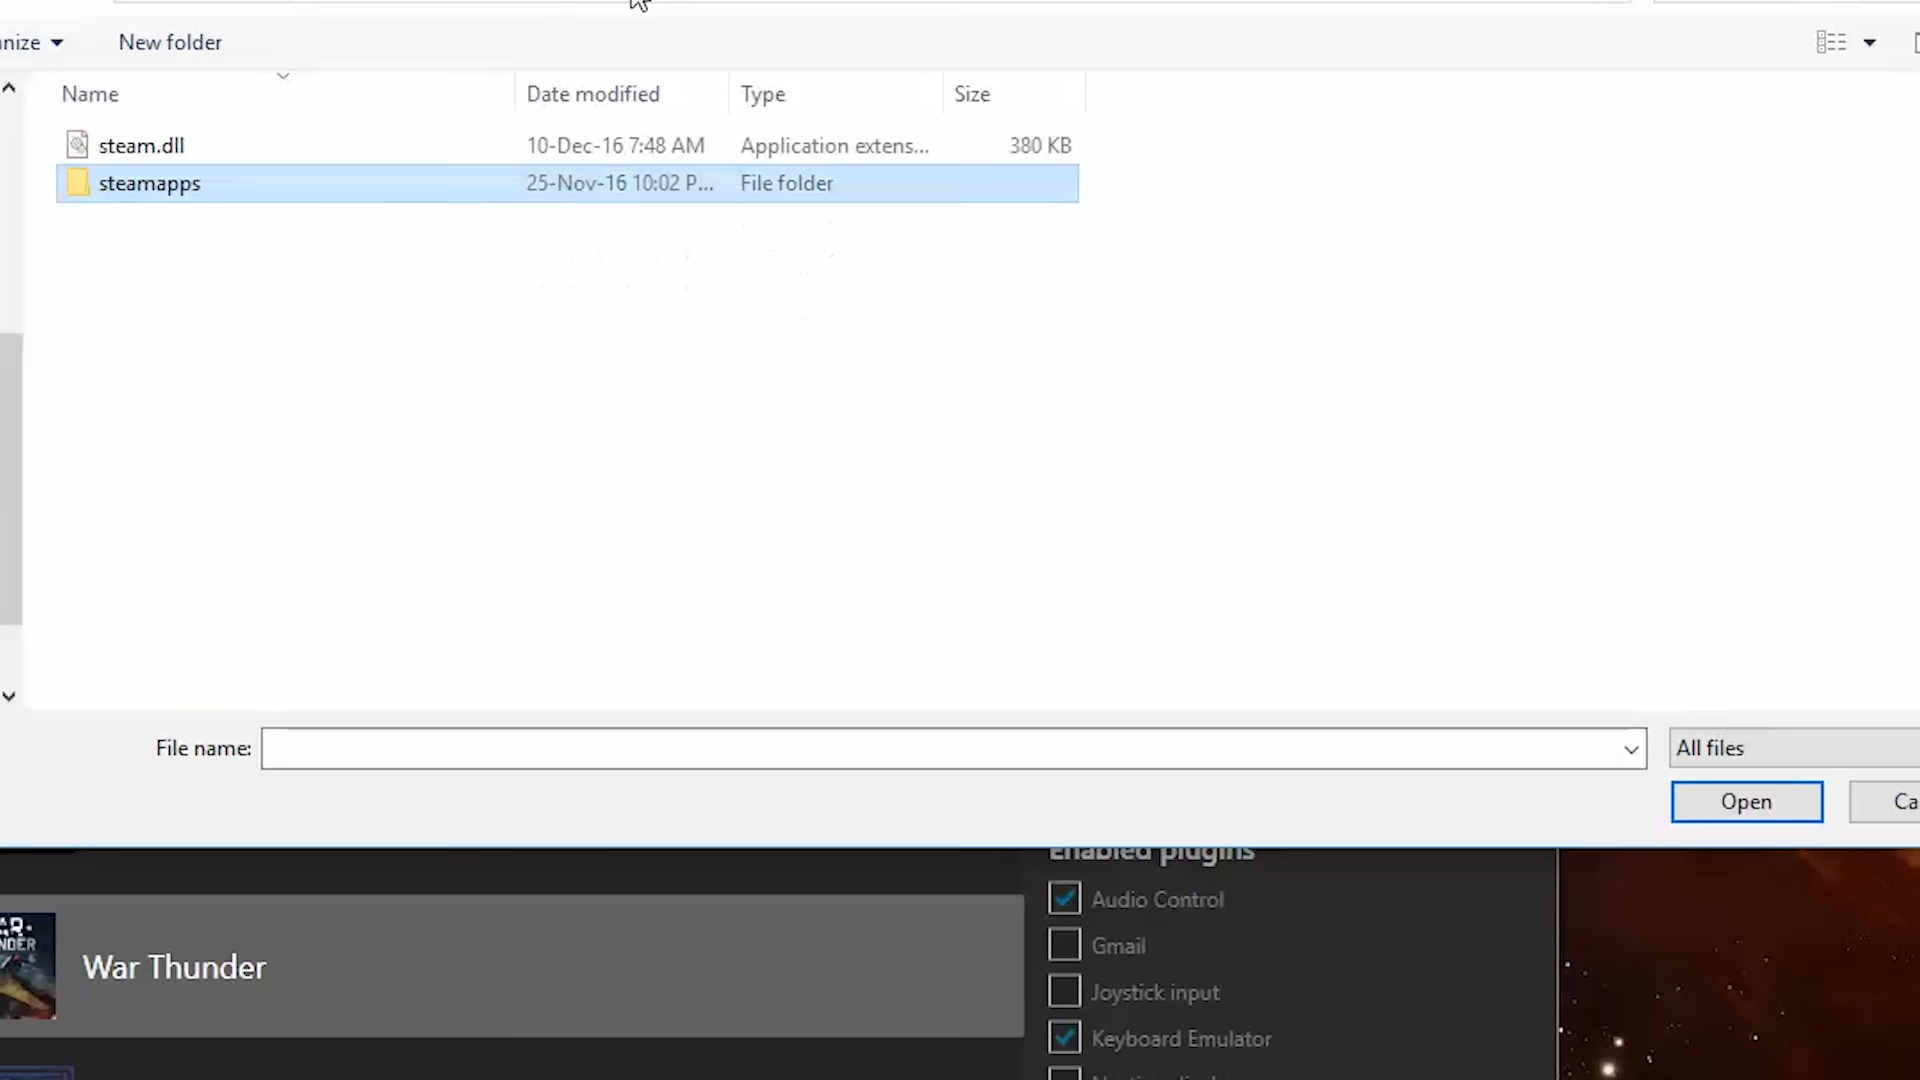 nize New folder
Name Date modified Type Size
steam.dll 10-Dec-16 7:48 AM Application extens... 380 KB
steamapps 25-Nov-16 10:02 P... File folder
File name: All files
Open Ca
Enabled plugins
Audio Control
Gmail
War Thunder
Joystick input
Keyboard Emulator